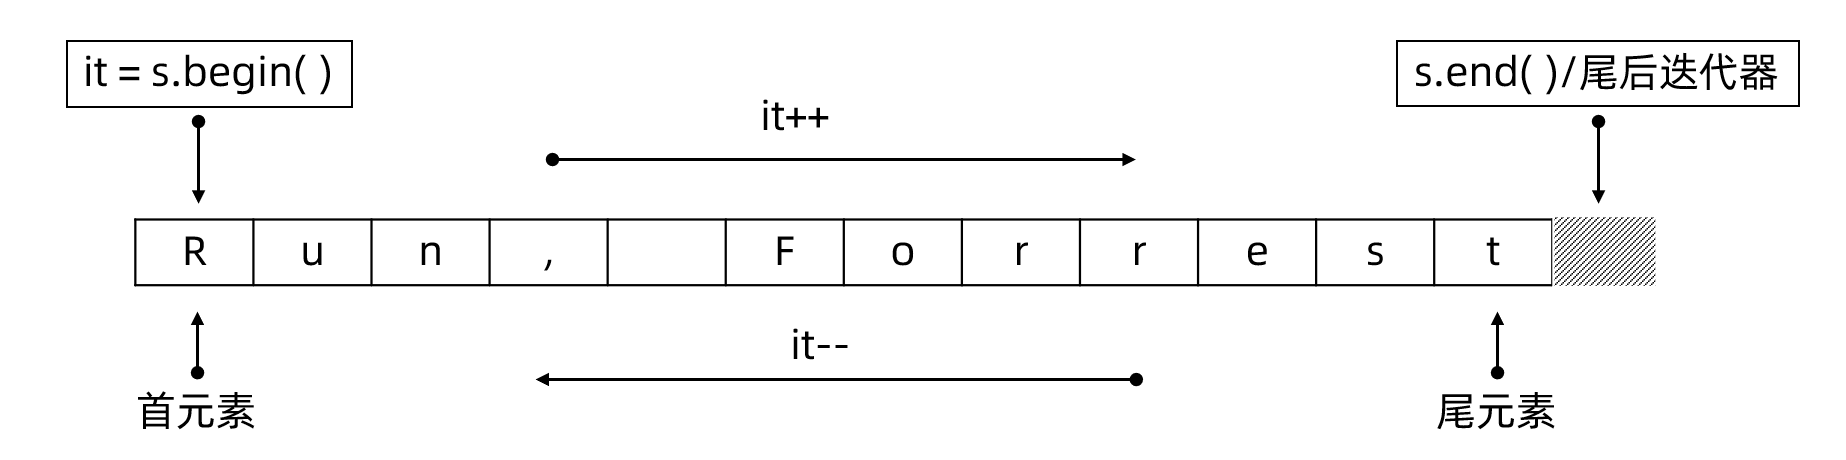 it = s.begin( )
s.end( )/尾后迭代器
it++
R u n , F o r r e s t
it--
首元素
尾元素